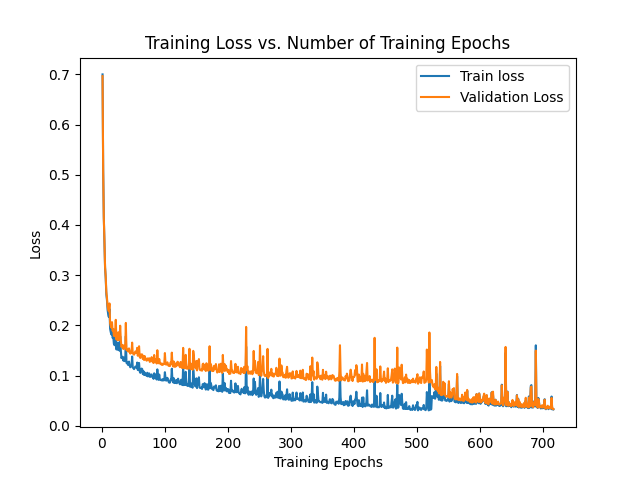 Training Loss vs. Number of Training Epochs
Train loss
Validation Loss
Loss
0.7
0.6
0.5
0.4
0.3
0.2
0.1
0.0
0 100 200 300 400 500 600 700
Training Epochs